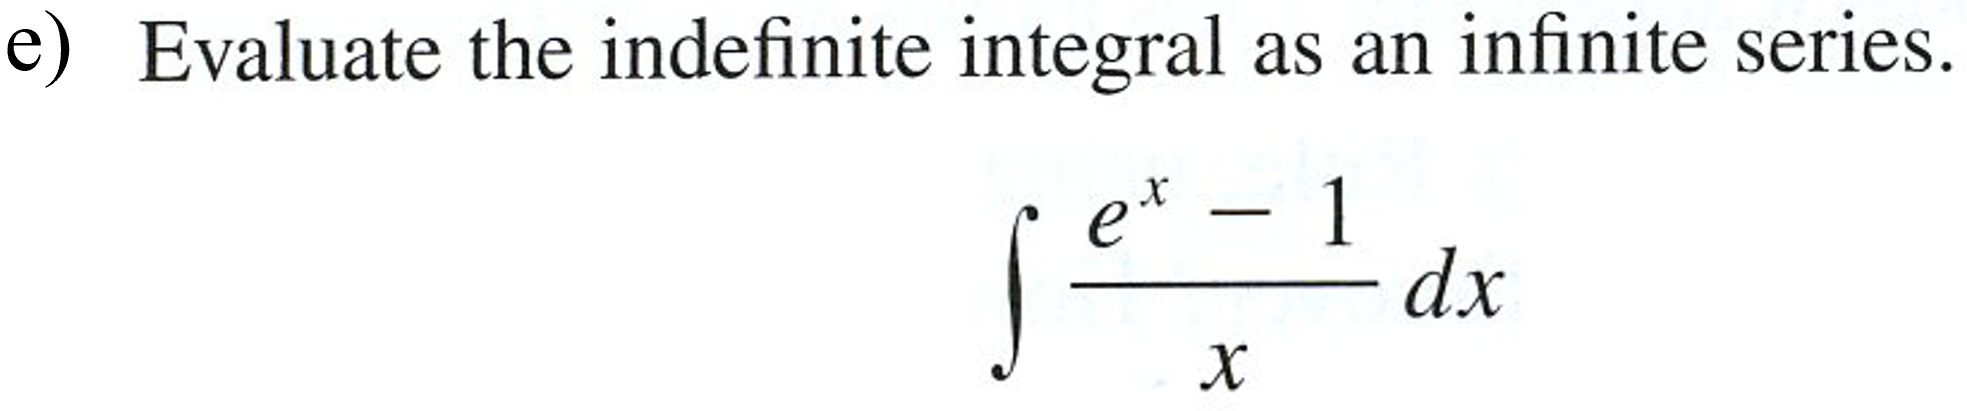 e) Evaluate the indefinite integral as an infinite series.
∫ (e^x − 1)/x dx